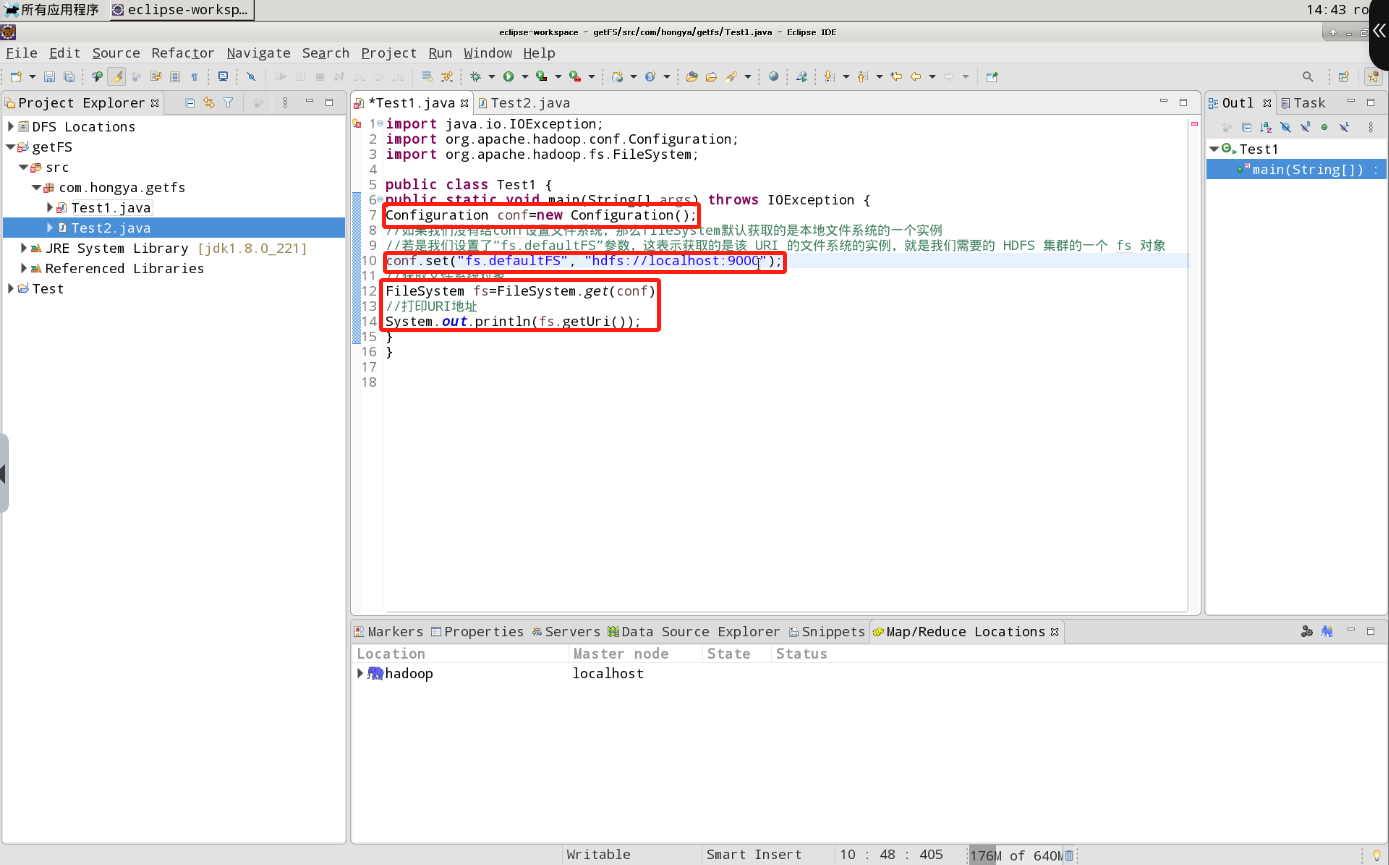 所有应用程序 eclipse-worksp... 14:43 ro
eclipse-workspace - getFS/src/com/hongya/getfs/Test1.java - Eclipse IDE
File Edit Source Refactor Navigate Search Project Run Window Help
Project Explorer
DFS Locations
getFS
src
com.hongya.getfs
Test1.java
Test2.java
JRE System Library [jdk1.8.0_221]
Referenced Libraries
Test
*Test1.java Test2.java
1 import java.io.IOException;
2 import org.apache.hadoop.conf.Configuration;
3 import org.apache.hadoop.fs.FileSystem;
4
5 public class Test1 {
6 public static void main(String[] args) throws IOException {
7 Configuration conf=new Configuration();
8 //如果我们没有给conf设置文件系统，那么fileSystem默认获取的是本地文件系统的一个实例
9 //若是我们设置了“fs.defaultFS”参数，这表示获取的是该 URI 的文件系统的实例，就是我们需要的 HDFS 集群的一个 fs 对象
10 conf.set("fs.defaultFS", "hdfs://localhost:9000");
11 //获取文件系统对象
12 FileSystem fs=FileSystem.get(conf)
13 //打印URI地址
14 System.out.println(fs.getUri());
15 }
16 }
17
18
Outl Task
Test1
main(String[]) :
Markers Properties Servers Data Source Explorer Snippets Map/Reduce Locations
Location Master node State Status
hadoop localhost
Writable Smart Insert 10 : 48 : 405 176M of 640M